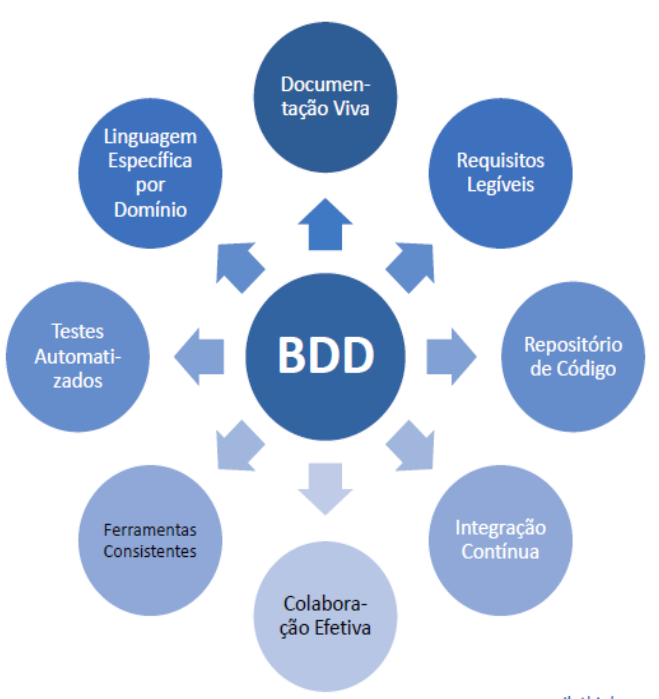 Documen-
tação Viva
Linguagem
Específica
por
Domínio
Requisitos
Legíveis
Testes
Automati-
zados
BDD
Repositório
de Código
Ferramentas
Consistentes
Integração
Contínua
Colabora-
ção Efetiva